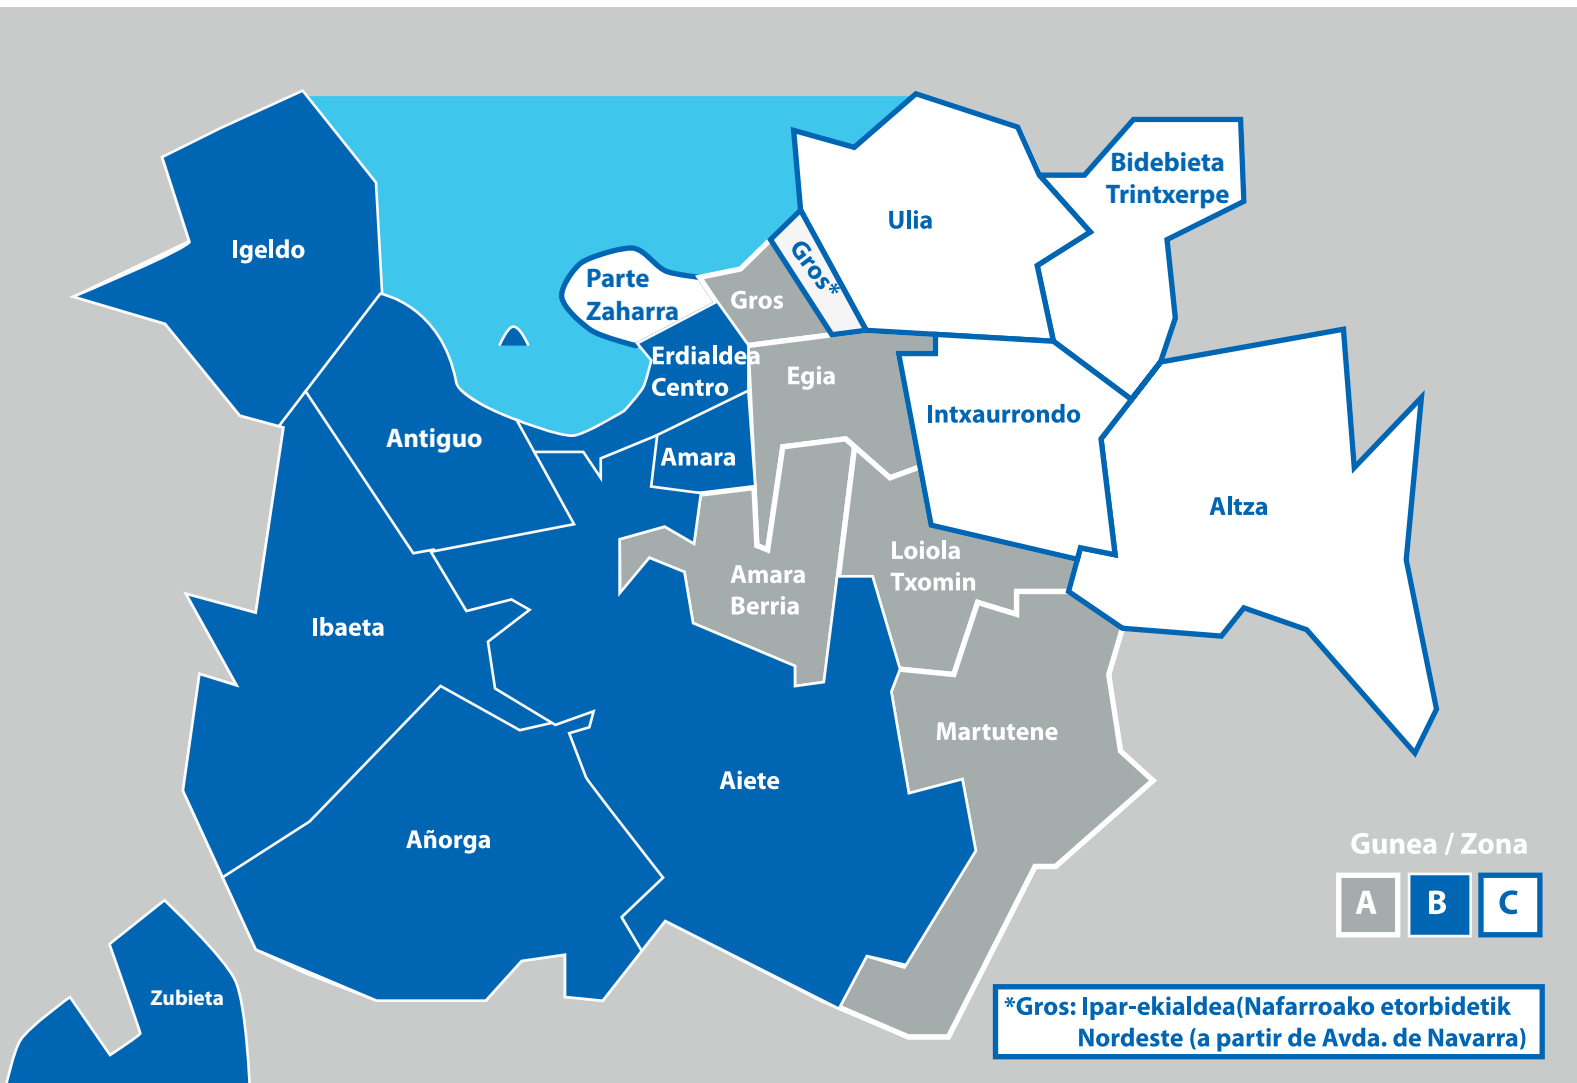 Bidebieta
Trintxerpe
Ulia
Igeldo
Gros*
Parte
Zaharra
Gros
Erdialdea
Centro
Egia
Intxaurrondo
Antiguo
Amara
Altza
Loiola
Txomin
Amara
Berria
Ibaeta
Martutene
Aiete
Añorga
Gunea / Zona
A B C
Zubieta
*Gros: Ipar-ekialdea(Nafarroako etorbidetik
Nordeste (a partir de Avda. de Navarra)